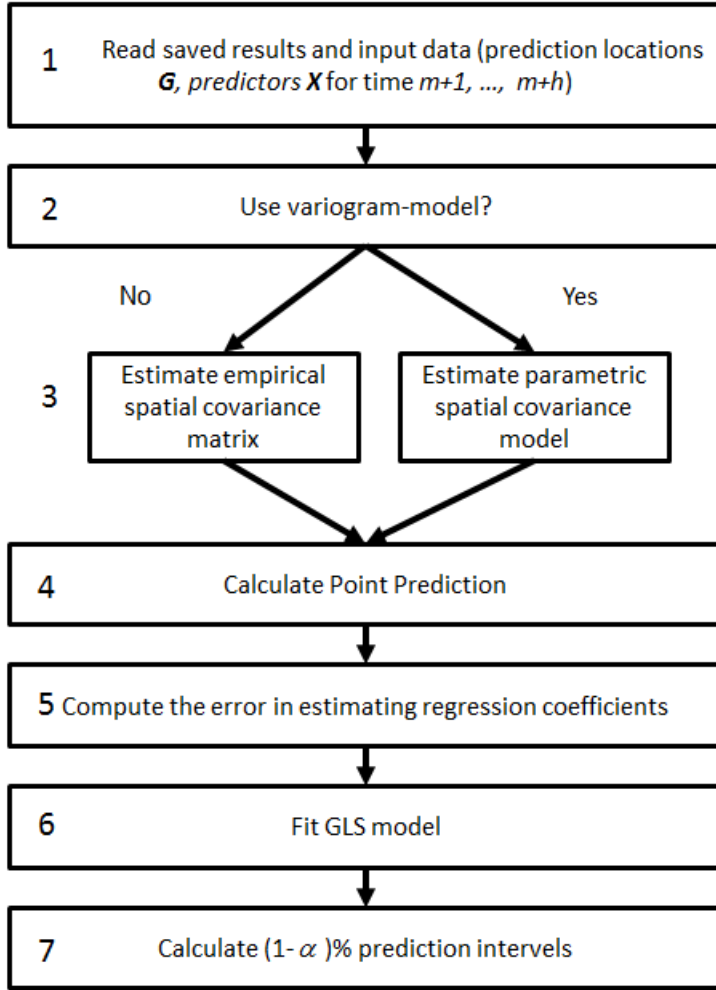 1
Read saved results and input data (prediction locations
G, predictors X for time m+1, ..., m+h)
2
Use variogram-model?
No
Yes
3
Estimate empirical
spatial covariance
matrix
Estimate parametric
spatial covariance
model
4
Calculate Point Prediction
5 Compute the error in estimating regression coefficients
6
Fit GLS model
7
Calculate (1- α )% prediction intervels